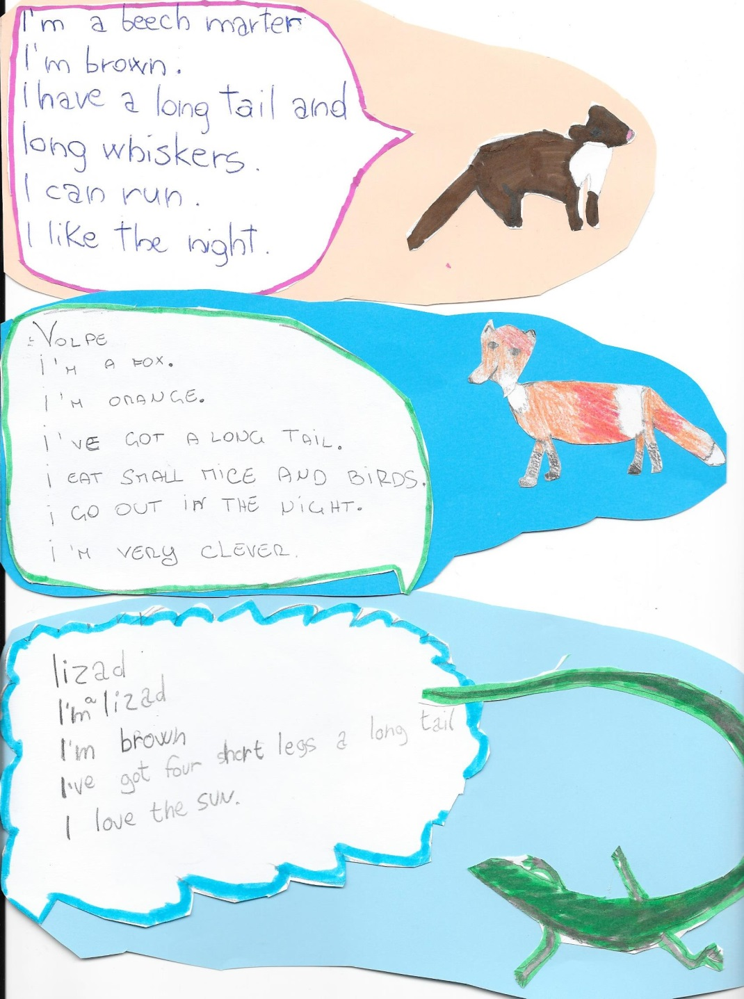 I'm a beech marter
I'm brown.
I have a long tail and
long whiskers.
I can run.
I like the night.
VOLPE
i'M A FOX.
I'M ORANGE.
i'VE GOT A LONG TAIL.
i EAT SMALL MICE AND BIRDS.
i GO OUT IN THE NIGHT.
i'M VERY CLEVER.
lizad
I'm a lizad
I'm brown
I've got four short legs a long tail
I love the sun.